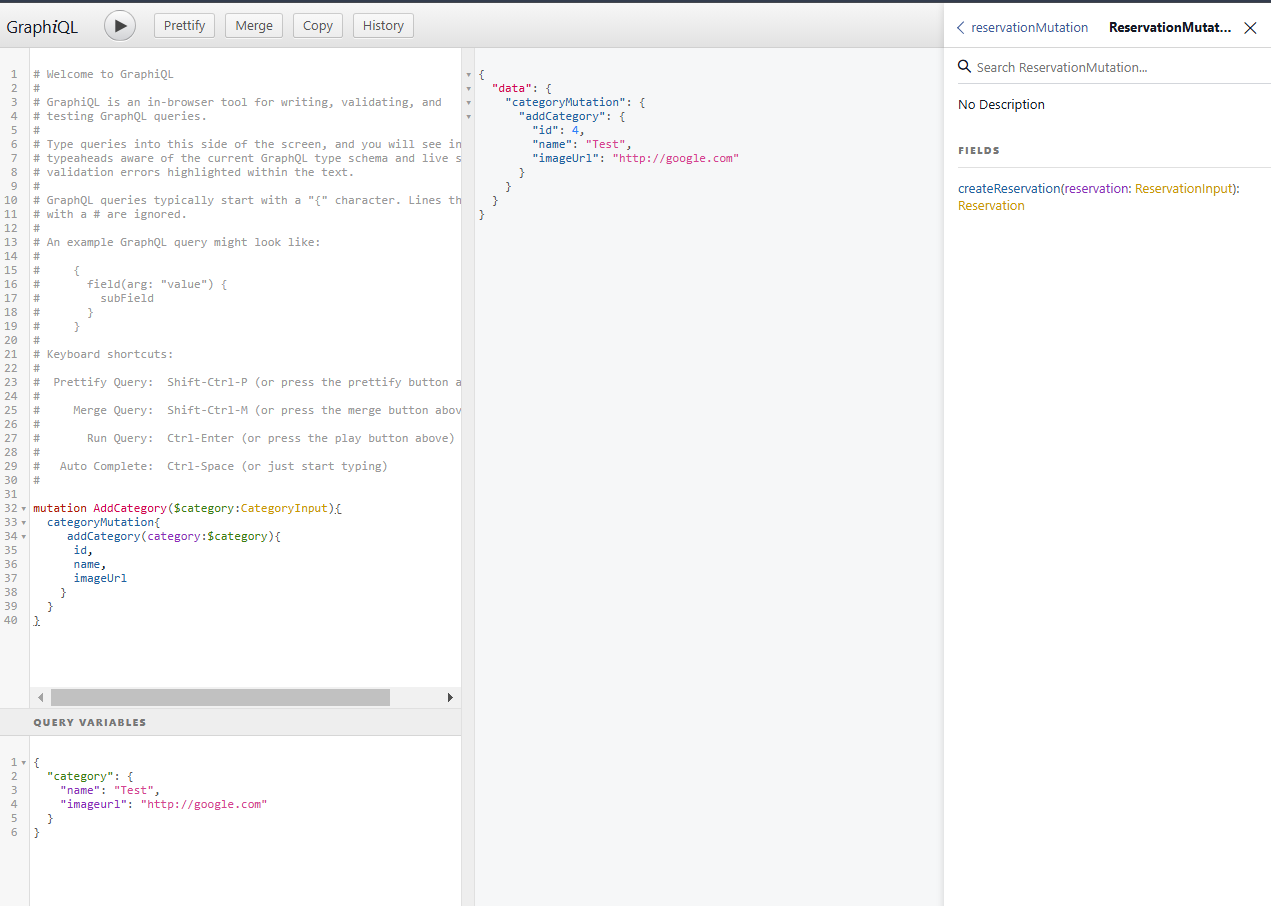 GraphiQL
Prettify
Merge
Copy
History
1 # Welcome to GraphiQL
2 #
3 # GraphiQL is an in-browser tool for writing, validating, and
4 # testing GraphQL queries.
5 #
6 # Type queries into this side of the screen, and you will see in
7 # typeaheads aware of the current GraphQL type schema and live s
8 # validation errors highlighted within the text.
9 #
10 # GraphQL queries typically start with a "{" character. Lines th
11 # with a # are ignored.
12 #
13 # An example GraphQL query might look like:
14 #
15 #     {
16 #       field(arg: "value") {
17 #         subField
18 #       }
19 #     }
20 #
21 # Keyboard shortcuts:
22 #
23 #  Prettify Query:  Shift-Ctrl-P (or press the prettify button a
24 #
25 #     Merge Query:  Shift-Ctrl-M (or press the merge button abov
26 #
27 #       Run Query:  Ctrl-Enter (or press the play button above)
28 #
29 #   Auto Complete:  Ctrl-Space (or just start typing)
30 #
31
32 mutation AddCategory($category:CategoryInput){
33   categoryMutation{
34      addCategory(category:$category){
35       id,
36       name,
37       imageUrl
38     }
39   }
40 }
QUERY VARIABLES
1 {
2   "category": {
3     "name": "Test",
4     "imageurl": "http://google.com"
5   }
6 }
{
  "data": {
    "categoryMutation": {
      "addCategory": {
        "id": 4,
        "name": "Test",
        "imageUrl": "http://google.com"
      }
    }
  }
}
reservationMutation
ReservationMutat...
Search ReservationMutation...
No Description
FIELDS
createReservation(reservation: ReservationInput):
Reservation